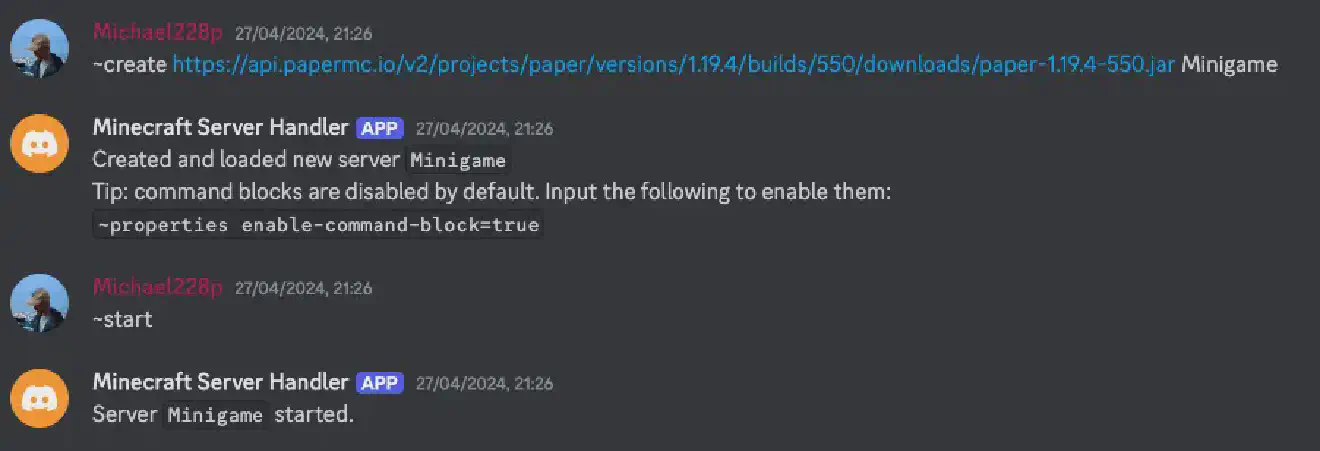 Michael228p 27/04/2024, 21:26
~create https://api.papermc.io/v2/projects/paper/versions/1.19.4/builds/550/downloads/paper-1.19.4-550.jar Minigame
Minecraft Server Handler APP 27/04/2024, 21:26
Created and loaded new server Minigame
Tip: command blocks are disabled by default. Input the following to enable them:
~properties enable-command-block=true
Michael228p 27/04/2024, 21:26
~start
Minecraft Server Handler APP 27/04/2024, 21:26
Server Minigame started.